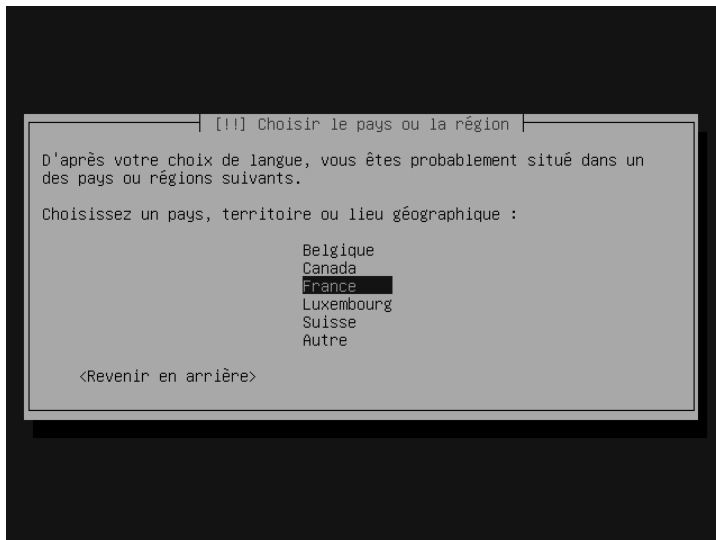 [!!] Choisir le pays ou la région
D'après votre choix de langue, vous êtes probablement situé dans un
des pays ou régions suivants.
Choisissez un pays, territoire ou lieu géographique :
Belgique
Canada
France
Luxembourg
Suisse
Autre
<Revenir en arrière>